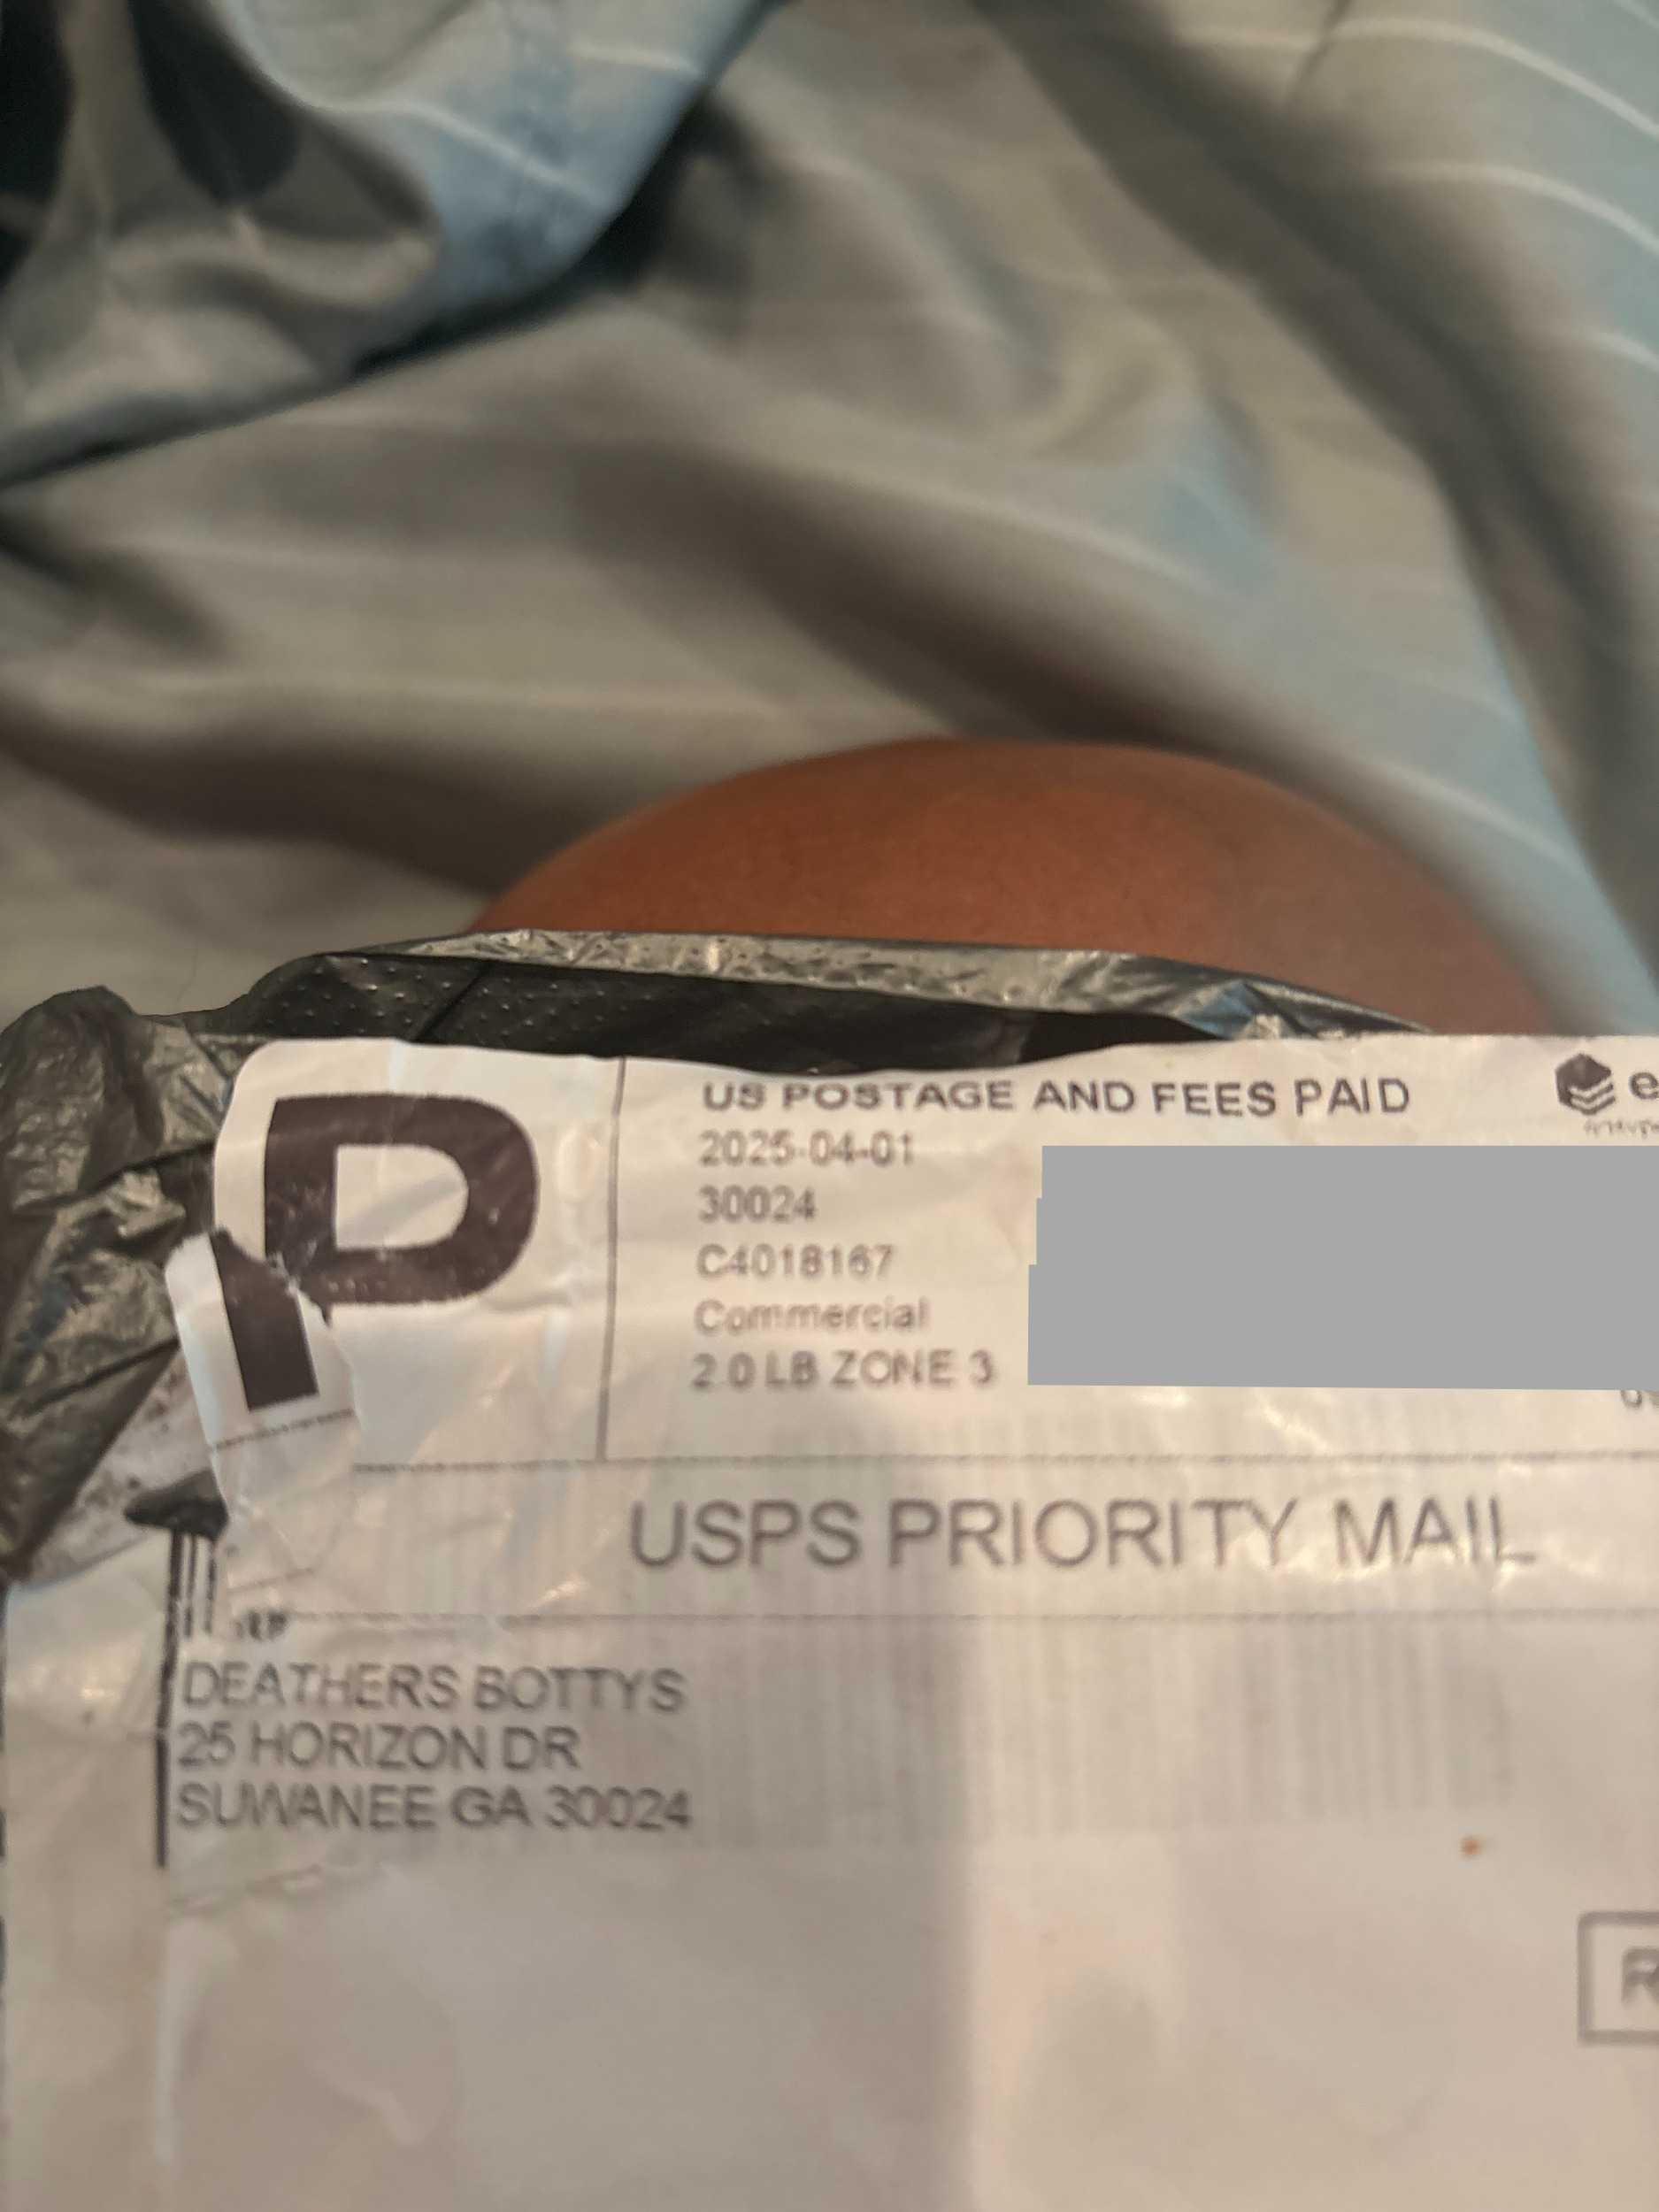 US POSTAGE AND FEES PAID
2025-04-01
30024
C4018167
Commercial
2.0 LB ZONE 3
e
USPS PRIORITY MAIL
DEATHERS BOTTYS
25 HORIZON DR
SUWANEE GA 30024
R